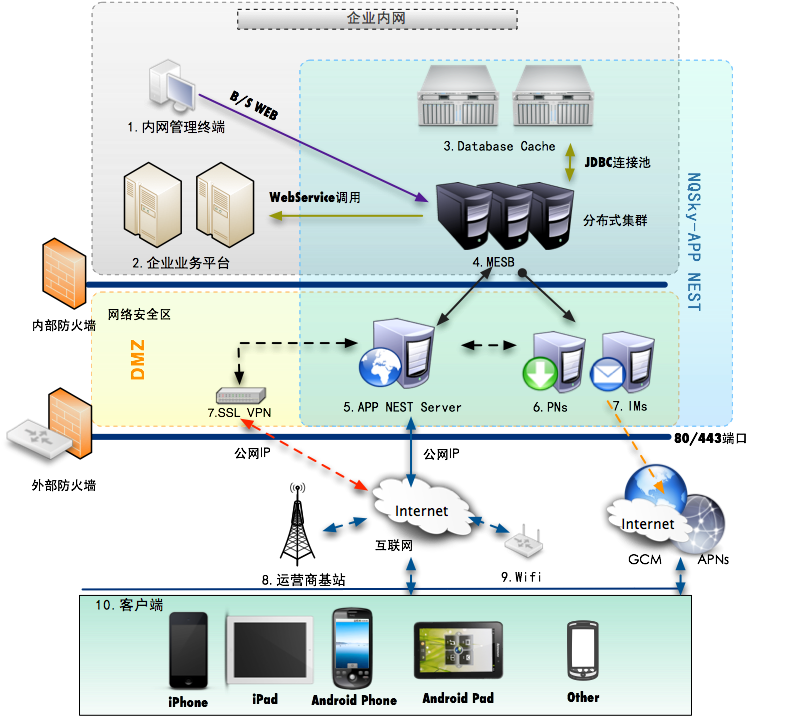 企业内网
B/S WEB
1.内网管理终端
3.Database Cache
JDBC连接池
WebService调用
分布式集群
2.企业业务平台
4.MESB
NQSky-APP NEST
内部防火墙
网络安全区
DMZ
7.SSL VPN
5.APP NEST Server
6.PNs
7.IMs
80/443端口
公网IP
公网IP
外部防火墙
Internet
互联网
Internet
8.运营商基站
9.Wifi
GCM
APNs
10.客户端
iPhone
iPad
Android Phone
Android Pad
Other